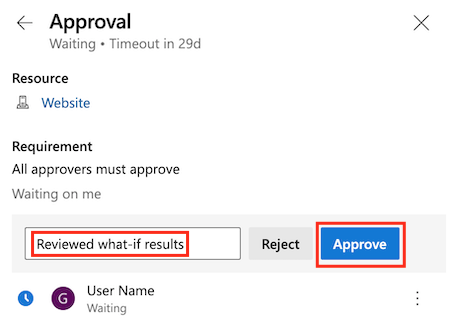 Approval
Waiting • Timeout in 29d
Resource
Website
Requirement
All approvers must approve
Waiting on me
Reviewed what-if results
Reject
Approve
G
User Name
Waiting